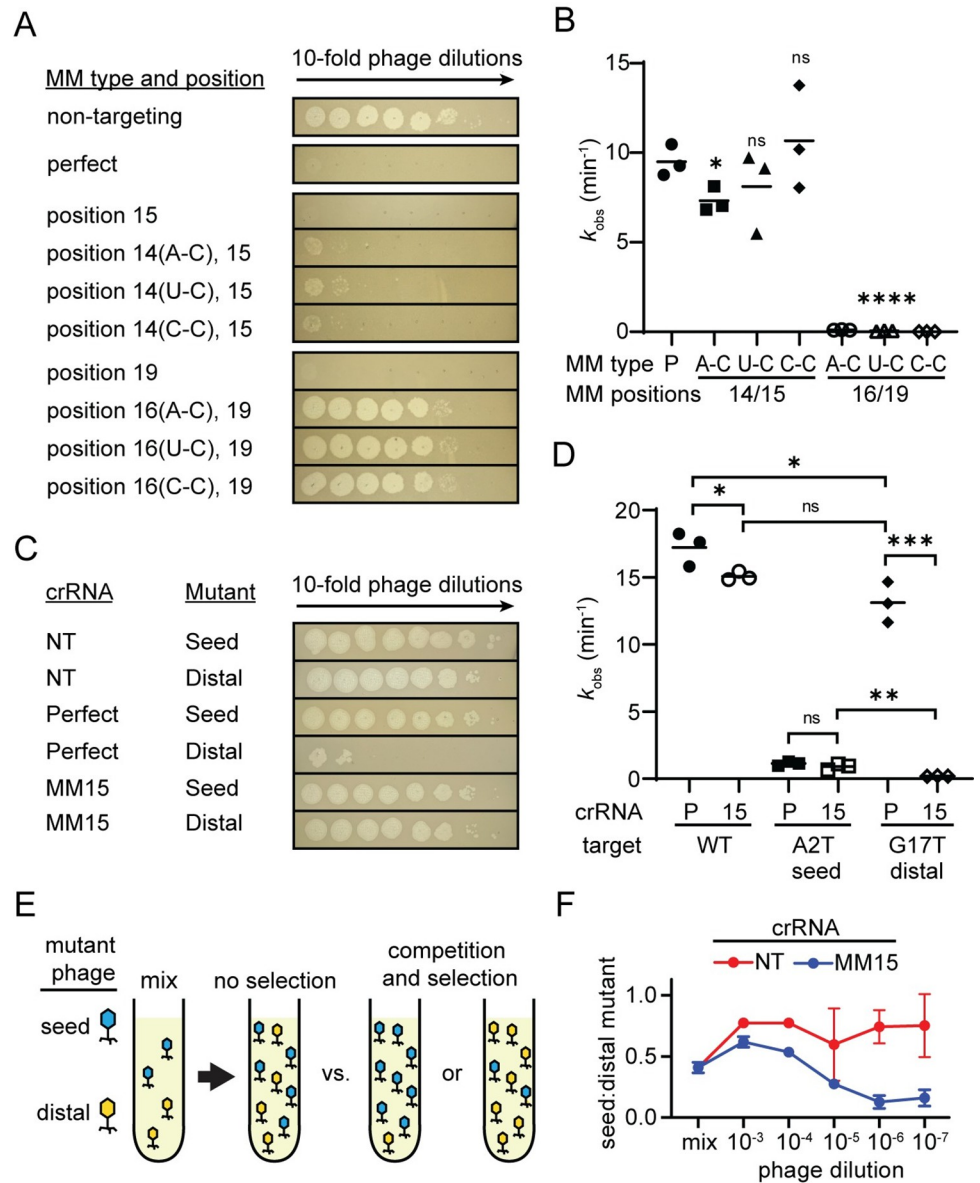 A
MM type and position
10-fold phage dilutions
non-targeting
perfect
position 15
position 14(A-C), 15
position 14(U-C), 15
position 14(C-C), 15
position 19
position 16(A-C), 19
position 16(U-C), 19
position 16(C-C), 19
B
kobs (min-1)
15
10
5
0
*
ns
ns
****
MM type P A-C U-C C-C A-C U-C C-C
MM positions 14/15 16/19
C
crRNA Mutant
10-fold phage dilutions
NT Seed
NT Distal
Perfect Seed
Perfect Distal
MM15 Seed
MM15 Distal
D
kobs (min-1)
20
15
10
5
0
*
*
ns
***
**
ns
crRNA P 15 P 15 P 15
target WT A2T G17T
seed distal
E
mutant
phage
mix
no selection
competition
and selection
seed
distal
vs.
or
F
crRNA
NT MM15
seed:distal mutant
1.0
0.5
0.0
mix 10-3 10-4 10-5 10-6 10-7
phage dilution